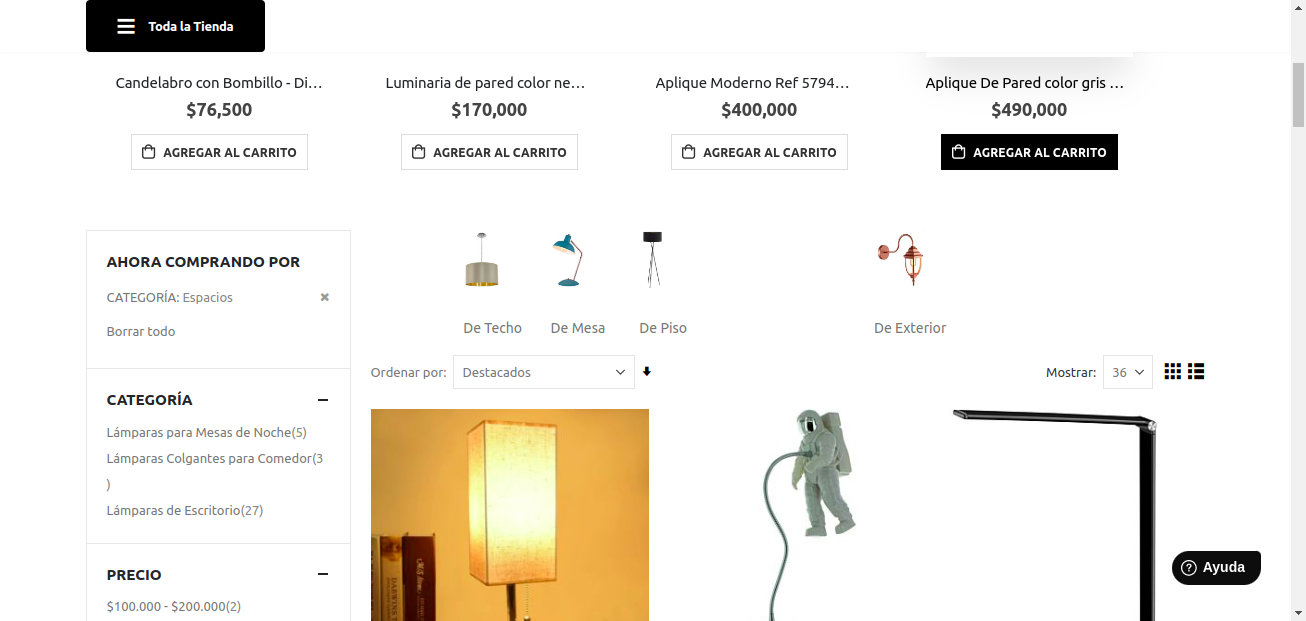 Toda la Tienda
Candelabro con Bombillo - Di...
$76,500
AGREGAR AL CARRITO
Luminaria de pared color ne...
$170,000
AGREGAR AL CARRITO
Aplique Moderno Ref 5794...
$400,000
AGREGAR AL CARRITO
Aplique De Pared color gris ...
$490,000
AGREGAR AL CARRITO
AHORA COMPRANDO POR
CATEGORÍA: Espacios
Borrar todo
CATEGORÍA
Lámparas para Mesas de Noche(5)
Lámparas Colgantes para Comedor(3
)
Lámparas de Escritorio(27)
PRECIO
$100.000 - $200.000(2)
De Techo
De Mesa
De Piso
De Exterior
Ordenar por: Destacados
Mostrar: 36
Ayuda